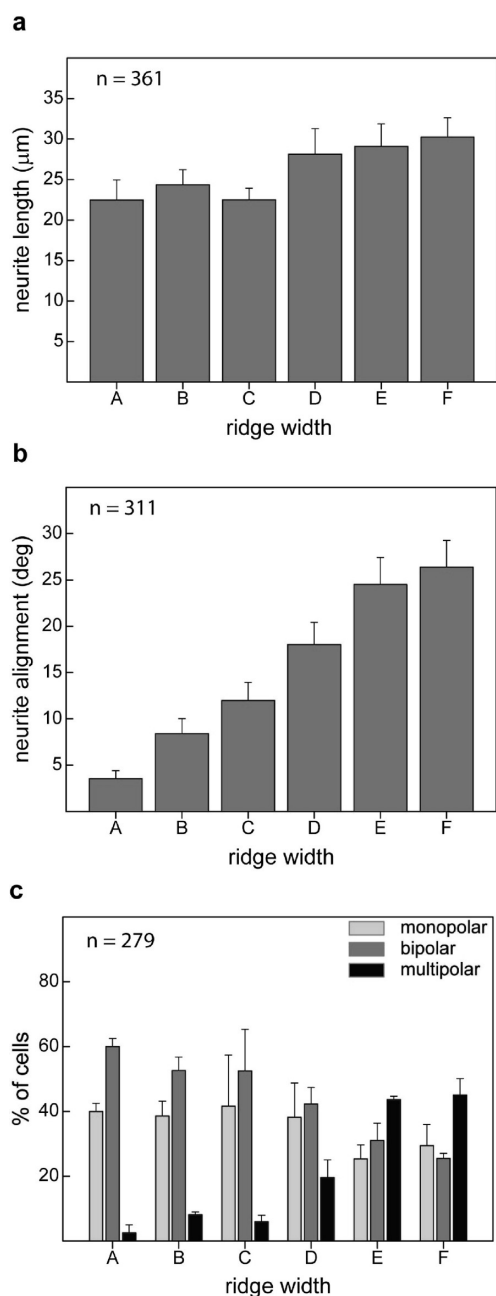 a
n = 361
neurite length (μm)
35
30
25
20
15
10
5
A B C D E F
ridge width
b
n = 311
neurite alignment (deg)
30
25
20
15
10
5
A B C D E F
ridge width
c
n = 279
monopolar
bipolar
multipolar
% of cells
80
60
40
20
A B C D E F
ridge width